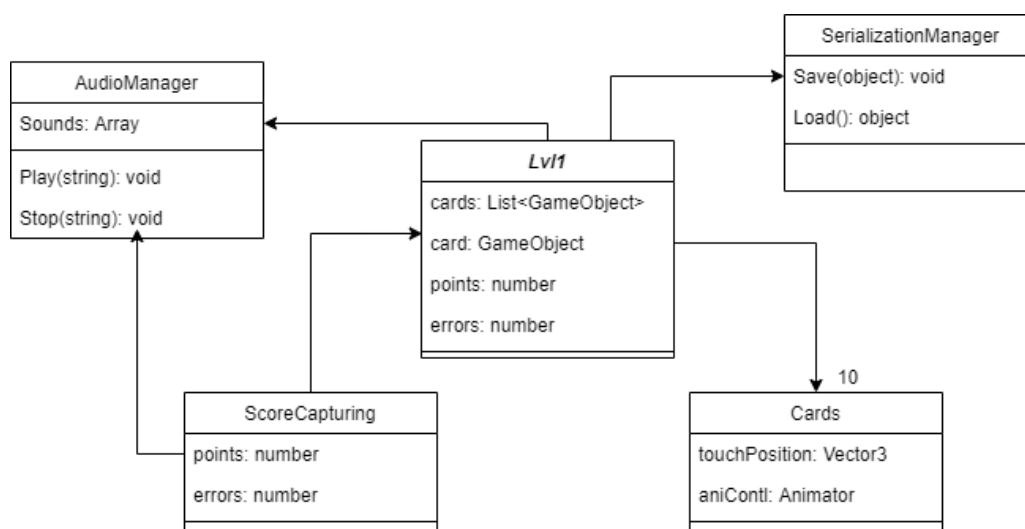 SerializationManager
Save(object): void
Load(): object
AudioManager
Sounds: Array
Play(string): void
Stop(string): void
Lvl1
cards: List<GameObject>
card: GameObject
points: number
errors: number
10
ScoreCapturing
points: number
errors: number
Cards
touchPosition: Vector3
aniContl: Animator